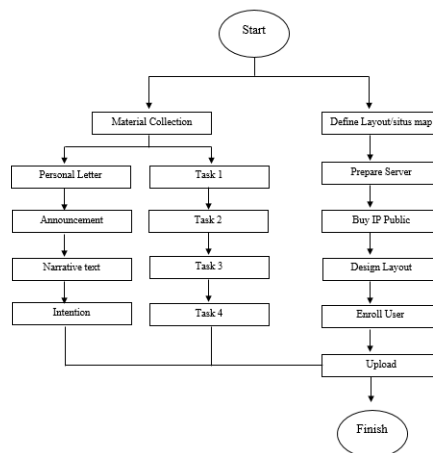 Start
Material Collection
Define Layout/situs map
Personal Letter
Task 1
Prepare Server
Announcement
Task 2
Buy IP Public
Narrative text
Task 3
Design Layout
Intention
Task 4
Enroll User
Upload
Finish